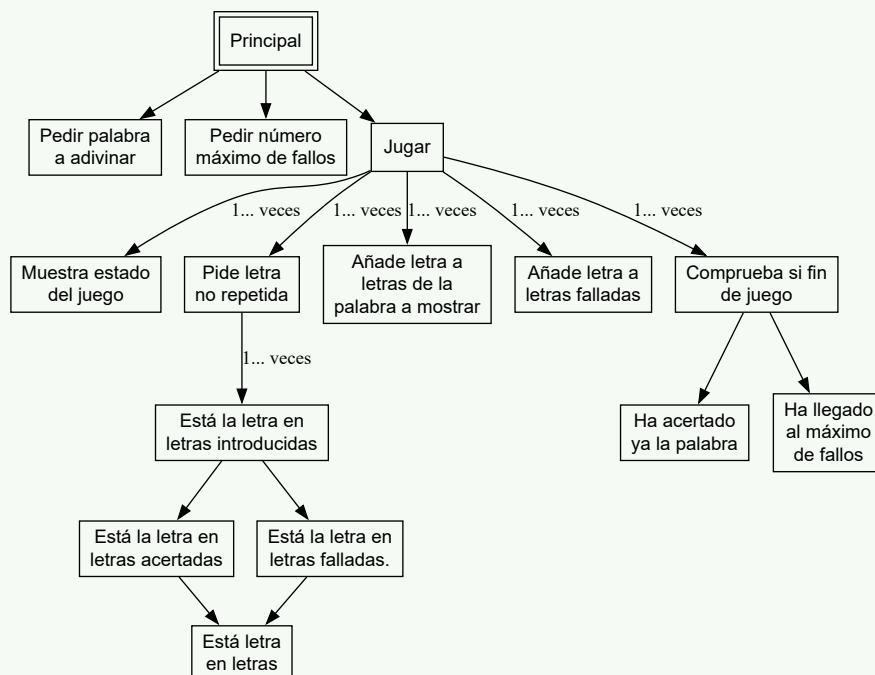 Principal
Pedir palabra
a adivinar
Pedir número
máximo de fallos
Jugar
1... veces
1... veces
1... veces
1... veces
1... veces
Muestra estado
del juego
Pide letra
no repetida
Añade letra a
letras de la
palabra a mostrar
Añade letra a
letras falladas
Comprueba si fin
de juego
1... veces
Está la letra en
letras introducidas
Ha acertado
ya la palabra
Ha llegado
al máximo
de fallos
Está la letra en
letras acertadas
Está la letra en
letras falladas.
Está letra
en letras